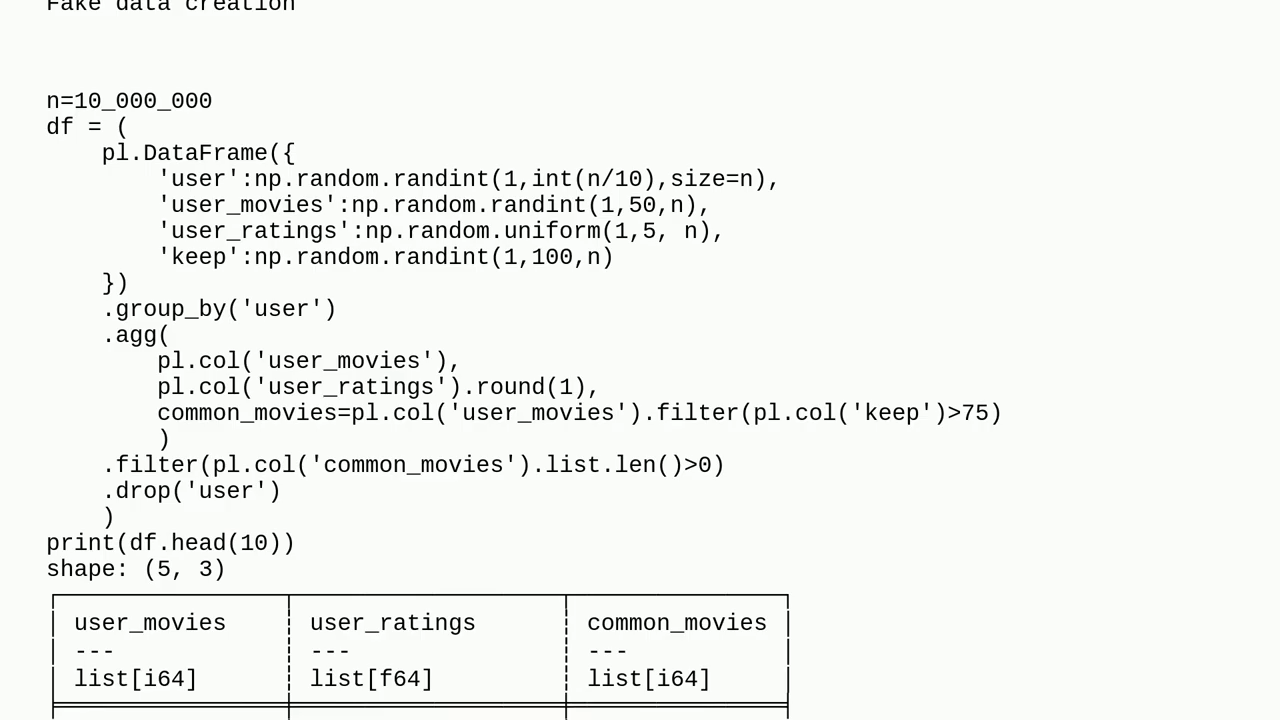 Fake data creation
n=10_000_000
df = (
    pl.DataFrame({
        'user':np.random.randint(1,int(n/10),size=n),
        'user_movies':np.random.randint(1,50,n),
        'user_ratings':np.random.uniform(1,5, n),
        'keep':np.random.randint(1,100,n)
    })
    .group_by('user')
    .agg(
        pl.col('user_movies'),
        pl.col('user_ratings').round(1),
        common_movies=pl.col('user_movies').filter(pl.col('keep')>75)
        )
    .filter(pl.col('common_movies').list.len()>0)
    .drop('user')
    )
print(df.head(10))
shape: (5, 3)
user_movies user_ratings common_movies
--- --- ---
list[i64] list[f64] list[i64]